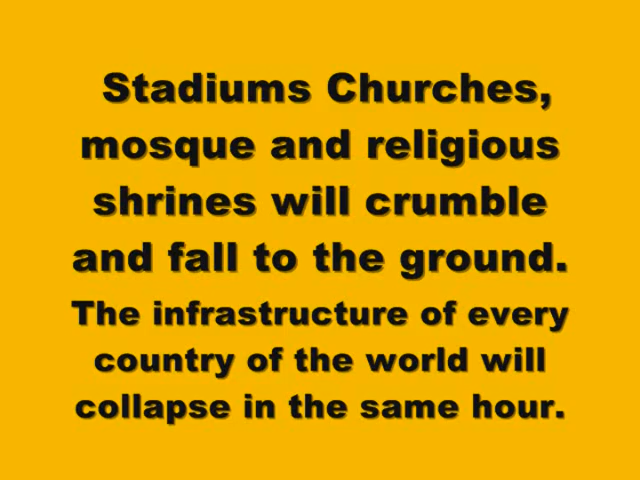 Stadiums Churches,
mosque and religious
shrines will crumble
and fall to the ground.
The infrastructure of every
country of the world will
collapse in the same hour.